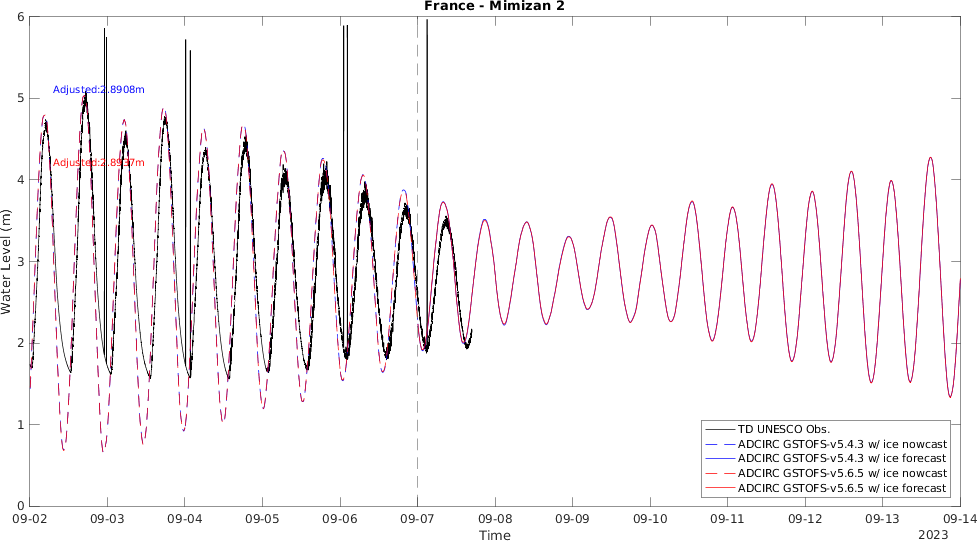 France - Mimizan 2
6
5
4
3
2
1
0
Water Level (m)
Adjusted:2.8908m
Adjusted:2.8937m
TD UNESCO Obs.
ADCIRC GSTOFS-v5.4.3 w/ ice nowcast
ADCIRC GSTOFS-v5.4.3 w/ ice forecast
ADCIRC GSTOFS-v5.6.5 w/ ice nowcast
ADCIRC GSTOFS-v5.6.5 w/ ice forecast
09-02 09-03 09-04 09-05 09-06 09-07 09-08 09-09 09-10 09-11 09-12 09-13 09-14
Time
2023